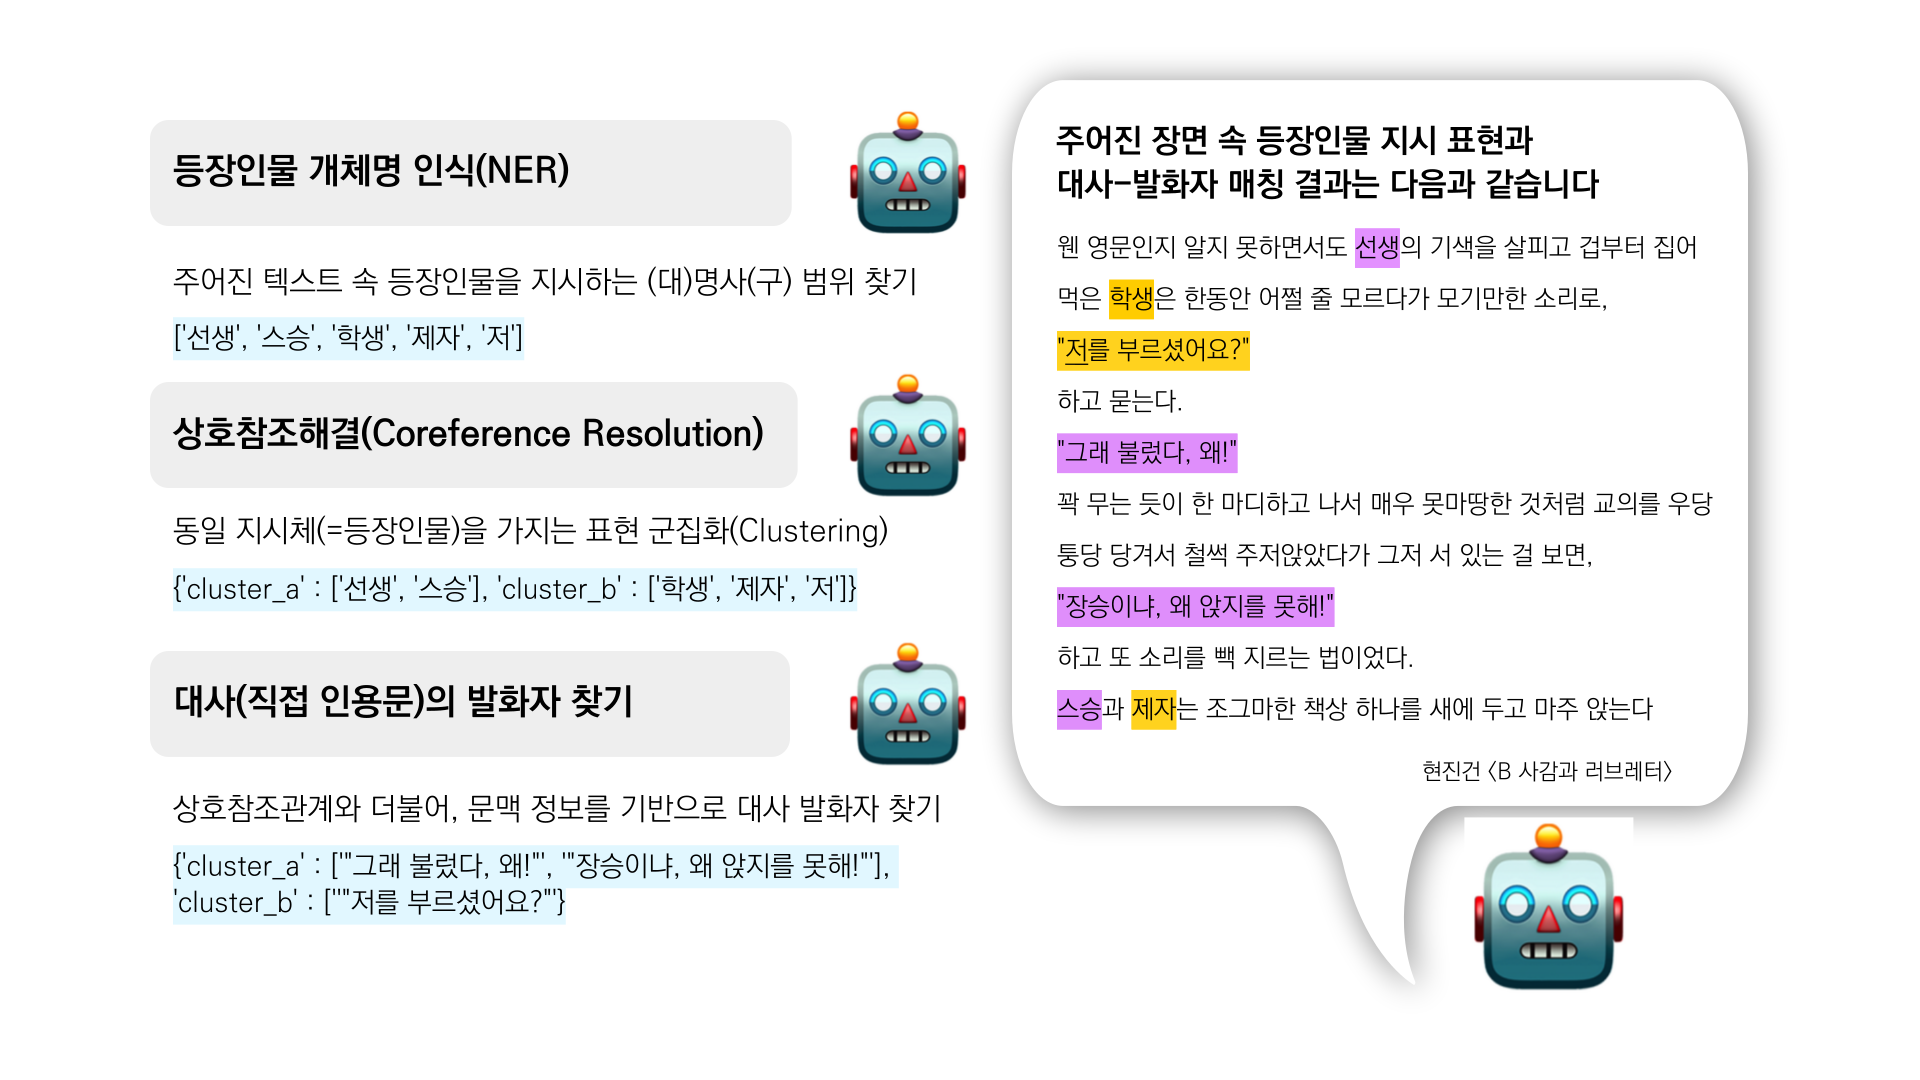 등장인물 개체명 인식(NER)
주어진 텍스트 속 등장인물을 지시하는 (대)명사(구) 범위 찾기
['선생', '스승', '학생', '제자', '저']
상호참조해결(Coreference Resolution)
동일 지시체(=등장인물)을 가지는 표현 군집화(Clustering)
{'cluster_a' : ['선생', '스승'], 'cluster_b' : ['학생', '제자', '저']}
대사(직접 인용문)의 발화자 찾기
상호참조관계와 더불어, 문맥 정보를 기반으로 대사 발화자 찾기
{'cluster_a' : ['"그래 불렀다, 왜!"', '"장승이냐, 왜 앉지를 못해!"'],
'cluster_b' : [''"저를 부르셨어요?"'}
주어진 장면 속 등장인물 지시 표현과
대사-발화자 매칭 결과는 다음과 같습니다
웬 영문인지 알지 못하면서도 선생의 기색을 살피고 겁부터 집어
먹은 학생은 한동안 어쩔 줄 모르다가 모기만한 소리로,
"저를 부르셨어요?"
하고 묻는다.
"그래 불렀다, 왜!"
꽉 무는 듯이 한 마디하고 나서 매우 못마땅한 것처럼 교의를 우당
퉁당 당겨서 철썩 주저앉았다가 그저 서 있는 걸 보면,
"장승이냐, 왜 앉지를 못해!"
하고 또 소리를 빽 지르는 법이었다.
스승과 제자는 조그마한 책상 하나를 새에 두고 마주 앉는다
현진건 〈B 사감과 러브레터〉